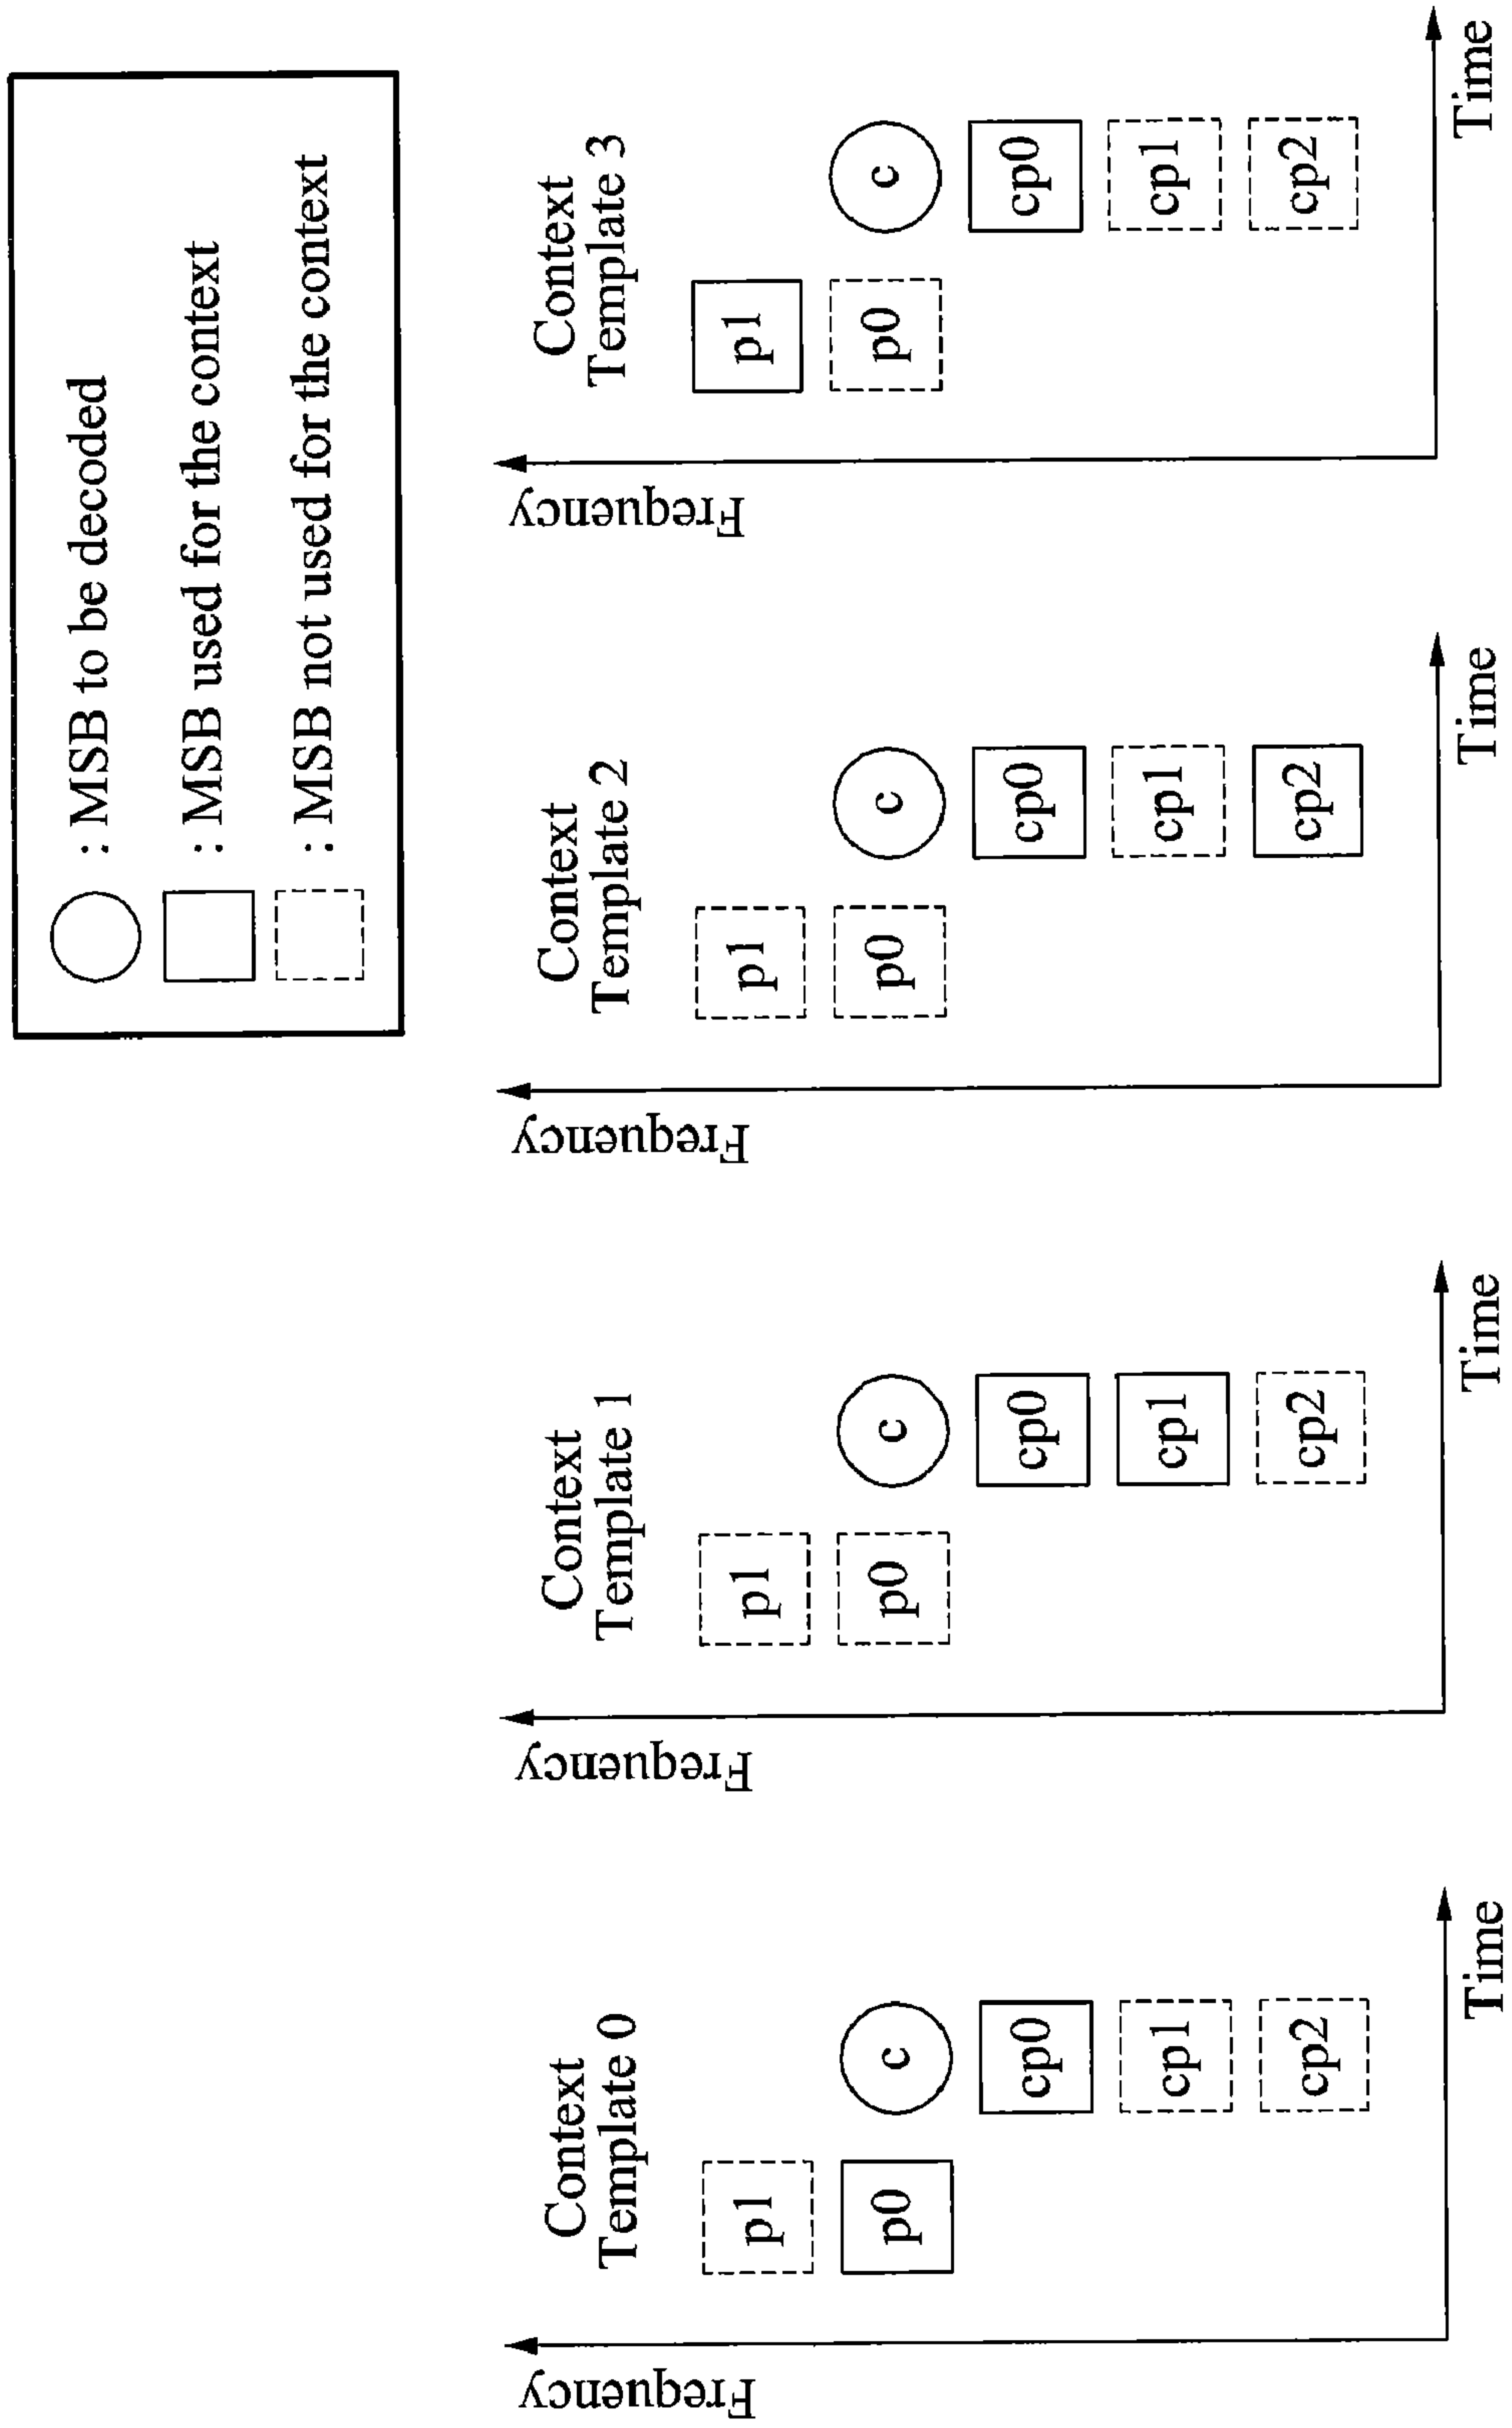 : MSB to be decoded
: MSB used for the context
: MSB not used for the context
Context
Template 0
Frequency
p1
p0
c
cp0
cp1
cp2
Time
Context
Template 1
Frequency
p1
p0
c
cp0
cp1
cp2
Time
Context
Template 2
Frequency
p1
p0
c
cp0
cp1
cp2
Time
Context
Template 3
Frequency
p1
p0
c
cp0
cp1
cp2
Time